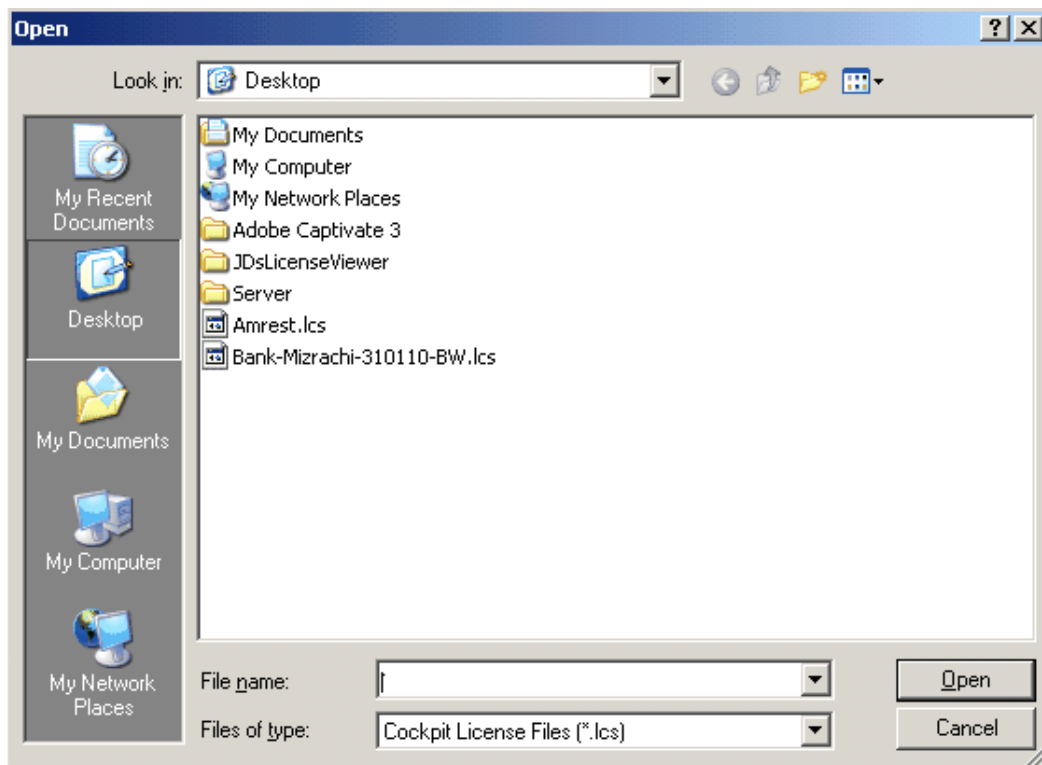 Open
Look in: Desktop
My Recent
Documents
Desktop
My Documents
My Computer
My Network
Places
My Documents
My Computer
My Network Places
Adobe Captivate 3
JDsLicenseViewer
Server
Amrest.lcs
Bank-Mizrachi-310110-BW.lcs
File name:
Open
Files of type: Cockpit License Files (*.lcs)
Cancel